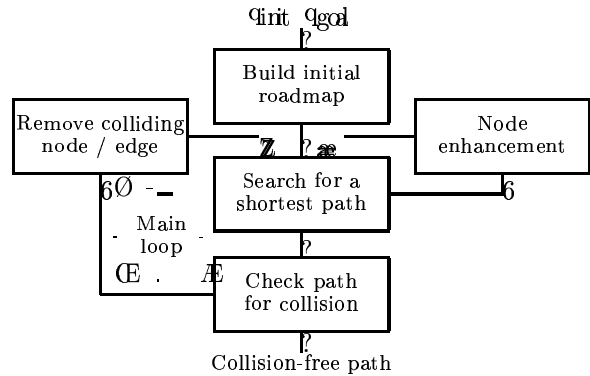 qinit qgoal
Build initial
roadmap
Remove colliding
node / edge
Node
enhancement
Search for a
shortest path
Main
loop
Check path
for collision
Collision-free path